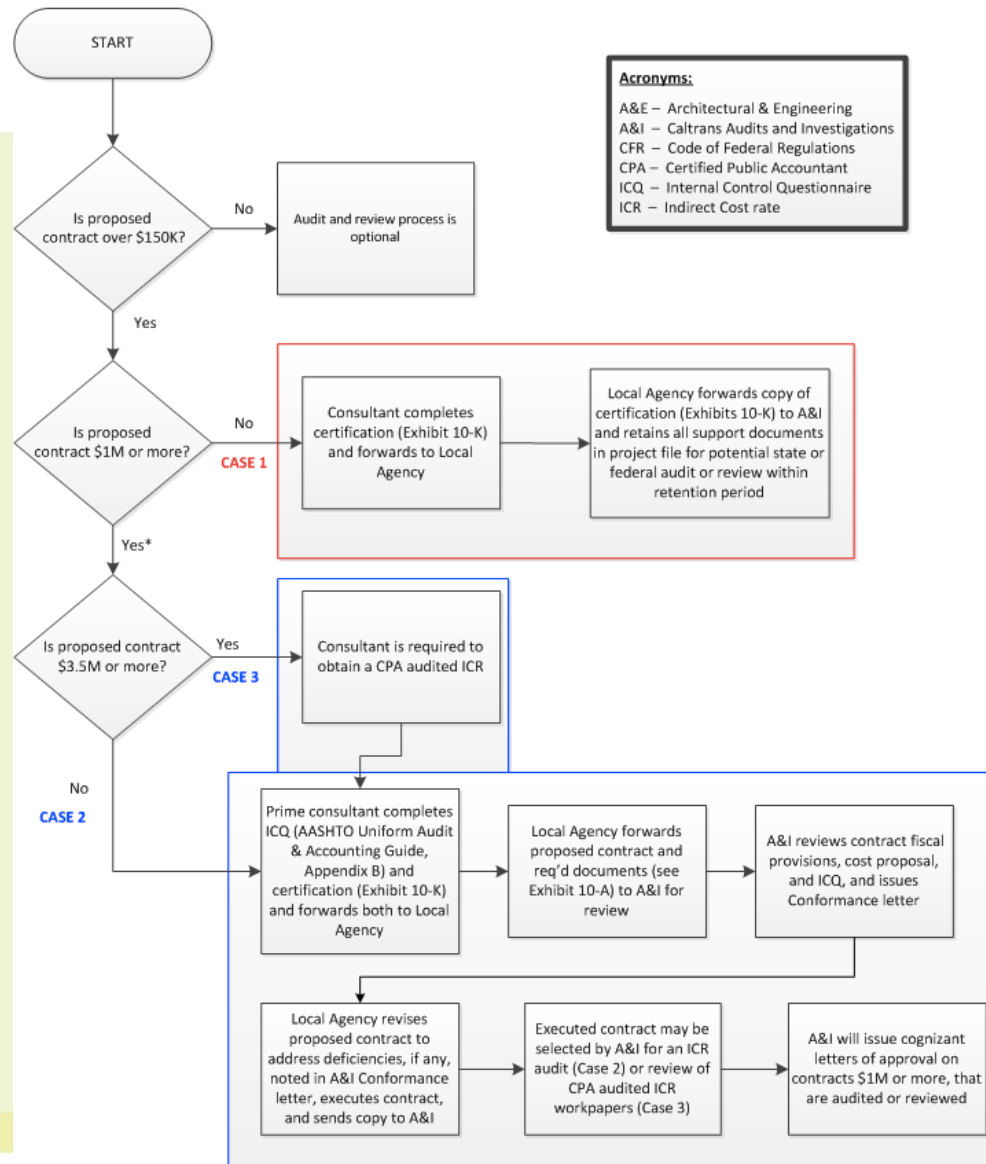 START
Acronyms:
A&E – Architectural & Engineering
A&I – Caltrans Audits and Investigations
CFR – Code of Federal Regulations
CPA – Certified Public Accountant
ICQ – Internal Control Questionnaire
ICR – Indirect Cost rate
Is proposed
contract over $150K?
No
Audit and review process is
optional
Yes
Is proposed
contract $1M or more?
No
CASE 1
Consultant completes
certification (Exhibit 10-K)
and forwards to Local
Agency
Local Agency forwards copy of
certification (Exhibits 10-K) to A&I
and retains all support documents
in project file for potential state or
federal audit or review within
retention period
Yes*
Is proposed contract
$3.5M or more?
Yes
CASE 3
Consultant is required to
obtain a CPA audited ICR
No
CASE 2
Prime consultant completes
ICQ (AASHTO Uniform Audit
& Accounting Guide,
Appendix B) and
certification (Exhibit 10-K)
and forwards both to Local
Agency
Local Agency forwards
proposed contract and
req’d documents (see
Exhibit 10-A) to A&I for
review
A&I reviews contract fiscal
provisions, cost proposal,
and ICQ, and issues
Conformance letter
Local Agency revises
proposed contract to
address deficiencies, if any,
noted in A&I Conformance
letter, executes contract,
and sends copy to A&I
Executed contract may be
selected by A&I for an ICR
audit (Case 2) or review of
CPA audited ICR
workpapers (Case 3)
A&I will issue cognizant
letters of approval on
contracts $1M or more, that
are audited or reviewed